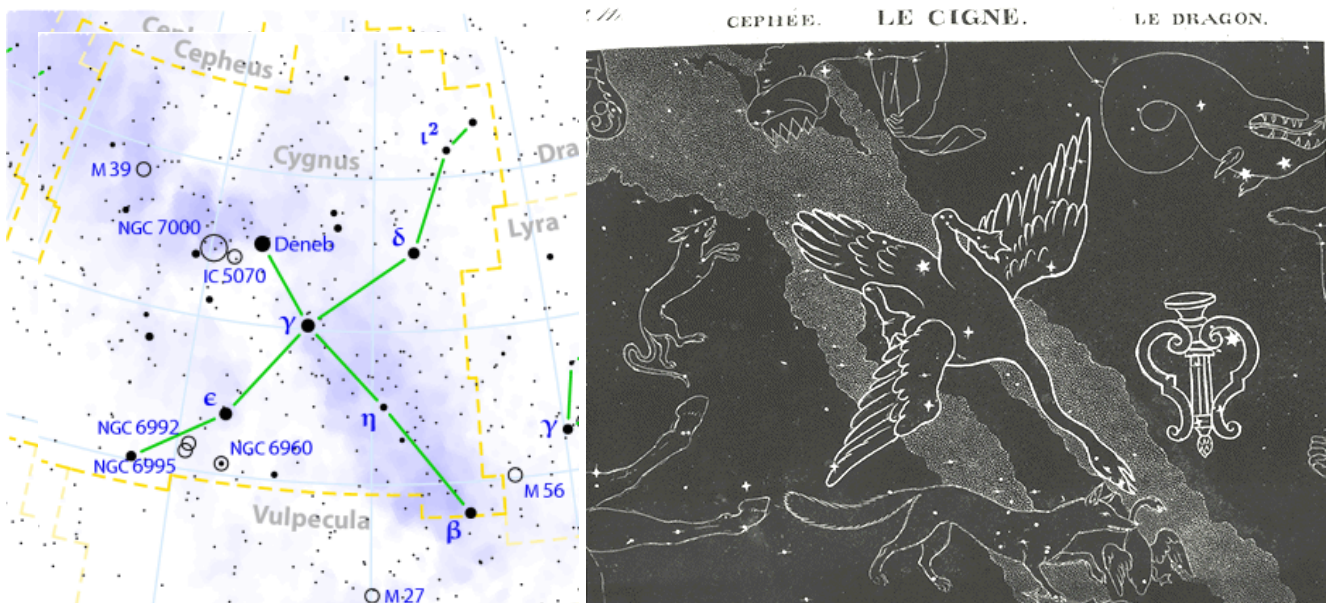 Cepheus
Cepheus
M 39
Cygnus
ι²
Dra
NGC 7000
Deneb
δ
Lyra
IC 5070
γ
ϵ
η
NGC 6992
NGC 6995
NGC 6960
γ
M 56
Vulpecula
β
M 27
CEPHÉE. LE CIGNE. LE DRAGON.